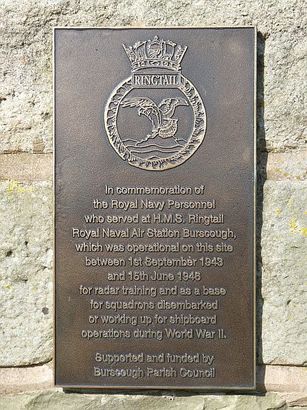 RINGTAIL
In commemoration of
the Royal Navy Personnel
who served at H.M.S. Ringtail
Royal Naval Air Station Burscough,
which was operational on this site
between 1st September 1943
and 15th June 1946
for radar training and as a base
for squadrons disembarked
or working up for shipboard
operations during World War II.
Supported and funded by
Burscough Parish Council